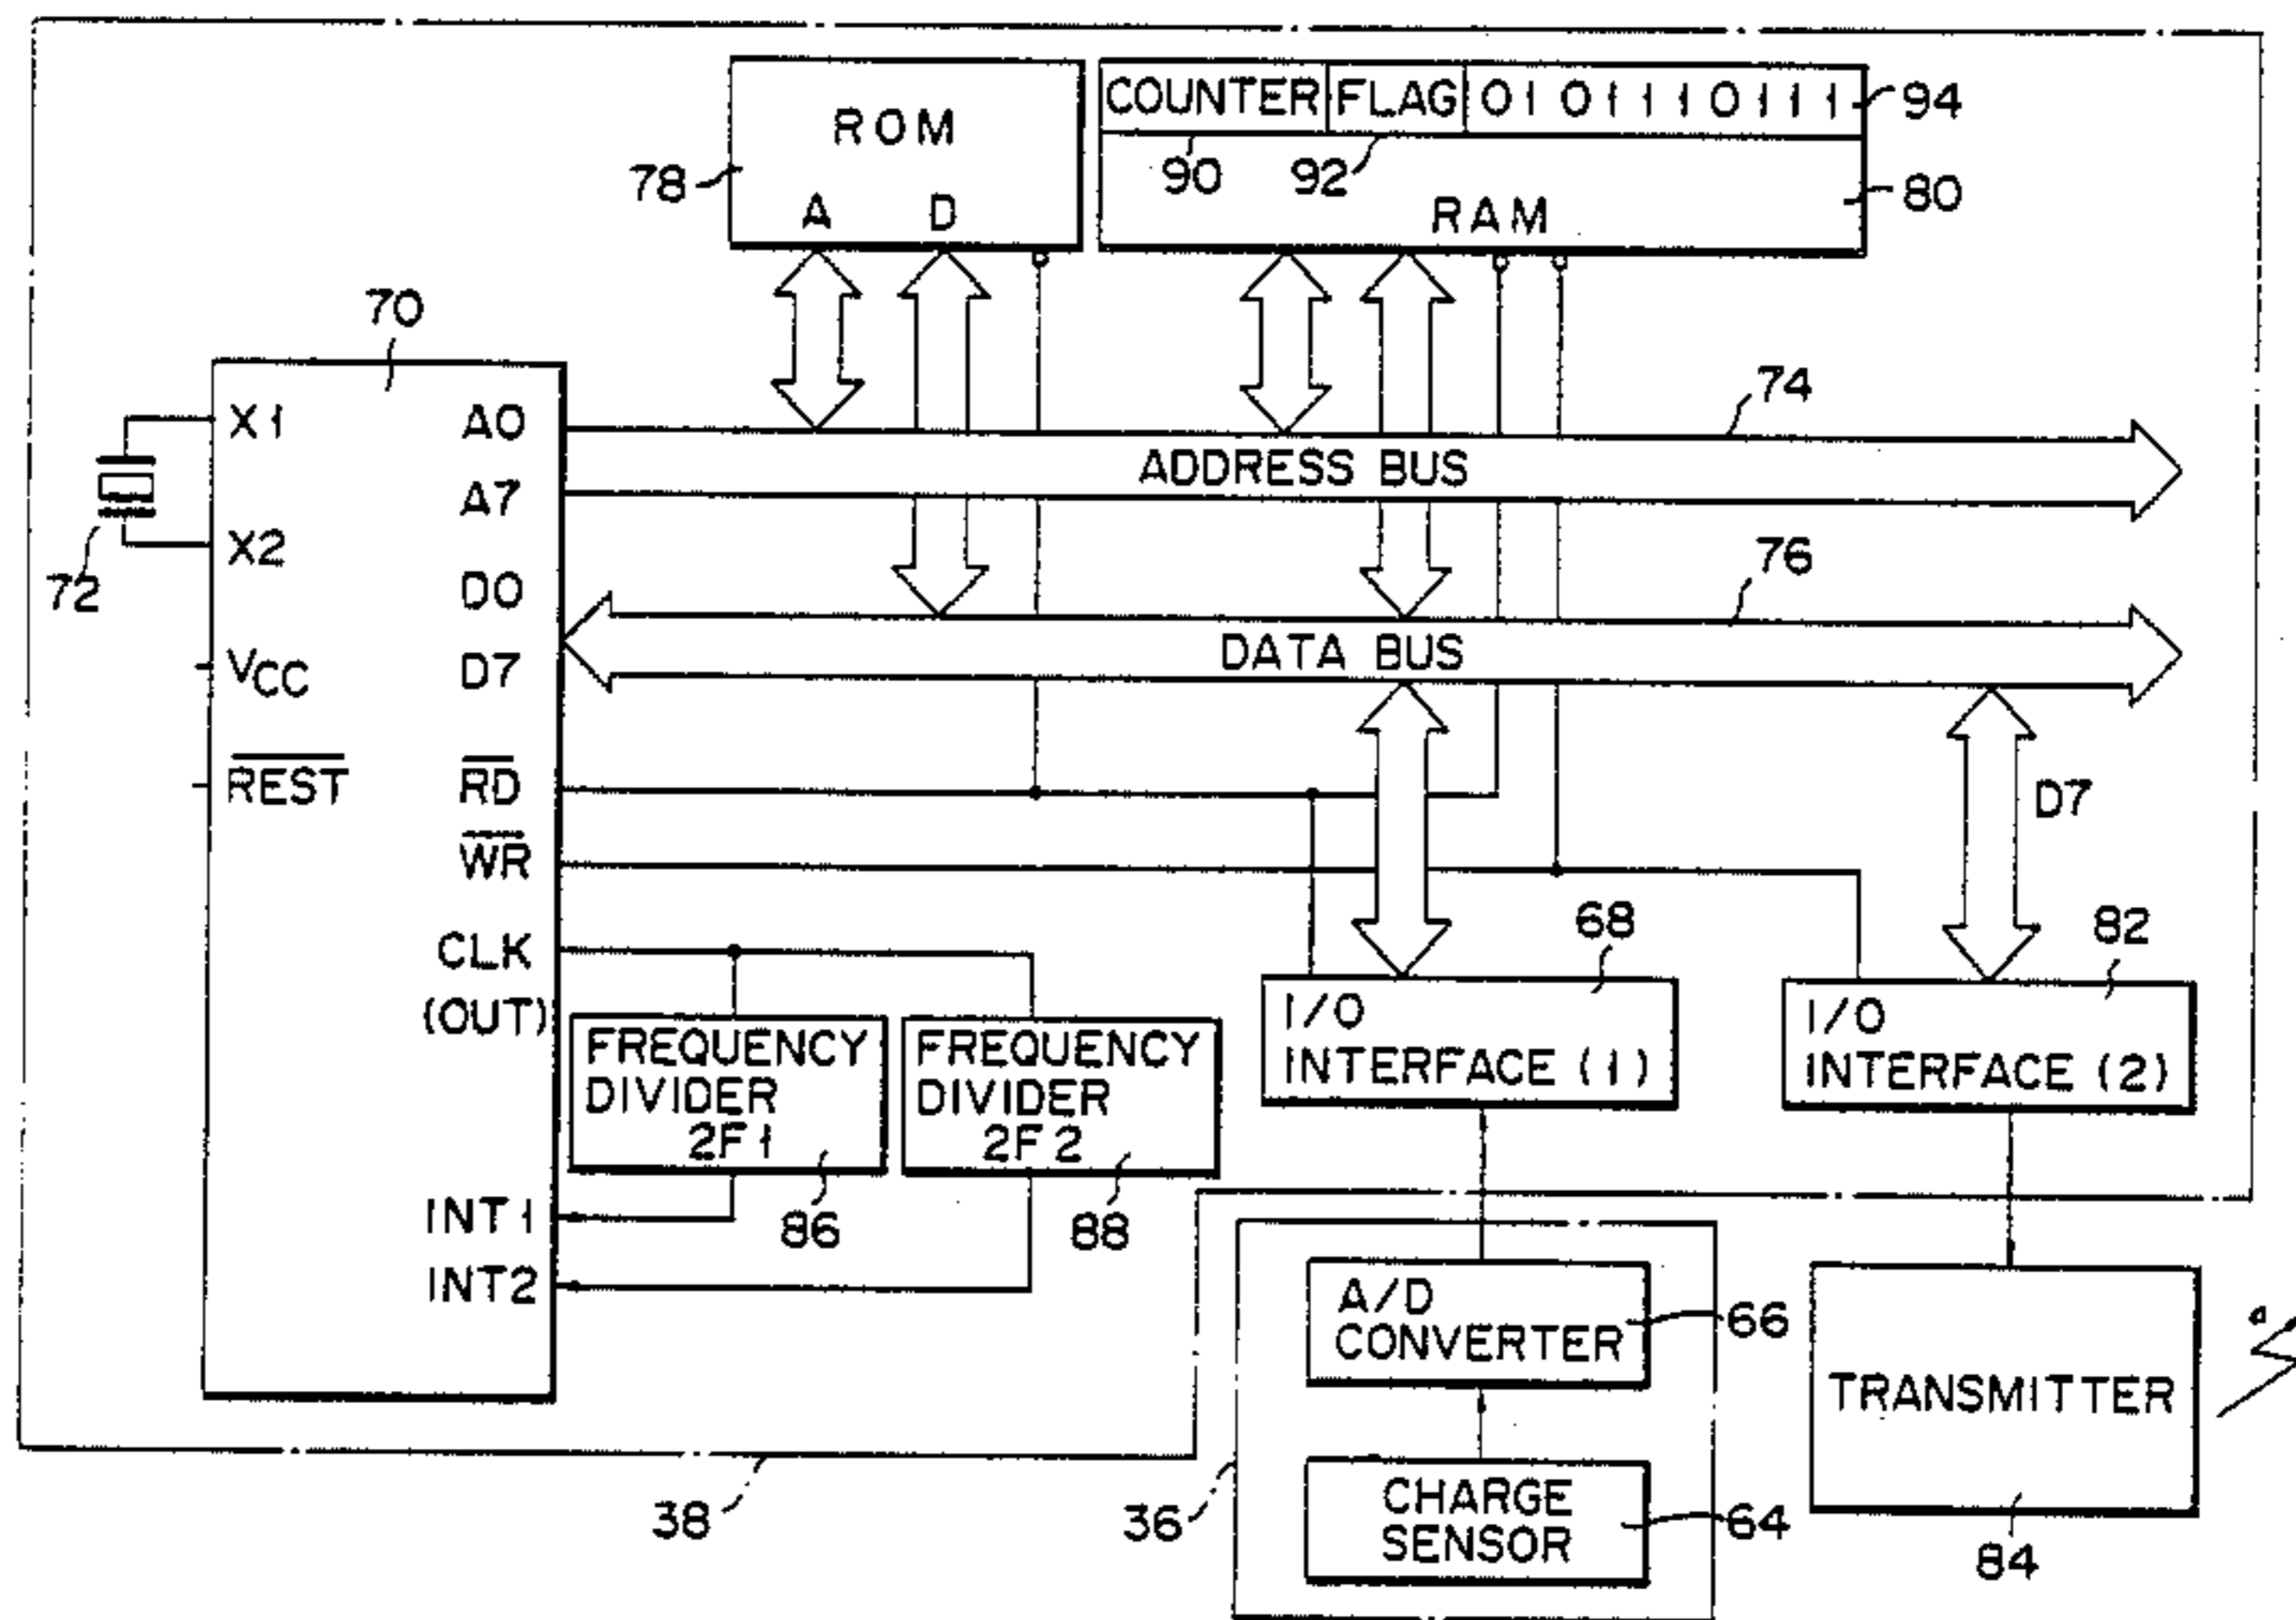 ROM
A D
78
COUNTER FLAG 0101110111
94
90
92
80
RAM
70
X1
A0
74
ADDRESS BUS
A7
X2
72
D0
76
DATA BUS
D7
VCC
REST
RD
D7
WR
68
82
CLK
(OUT)
I/O
INTERFACE (1)
I/O
INTERFACE (2)
FREQUENCY
DIVIDER
2F1
FREQUENCY
DIVIDER
2F2
86
88
INT1
INT2
A/D
CONVERTER
66
a
TRANSMITTER
38
36
CHARGE
SENSOR
64
84